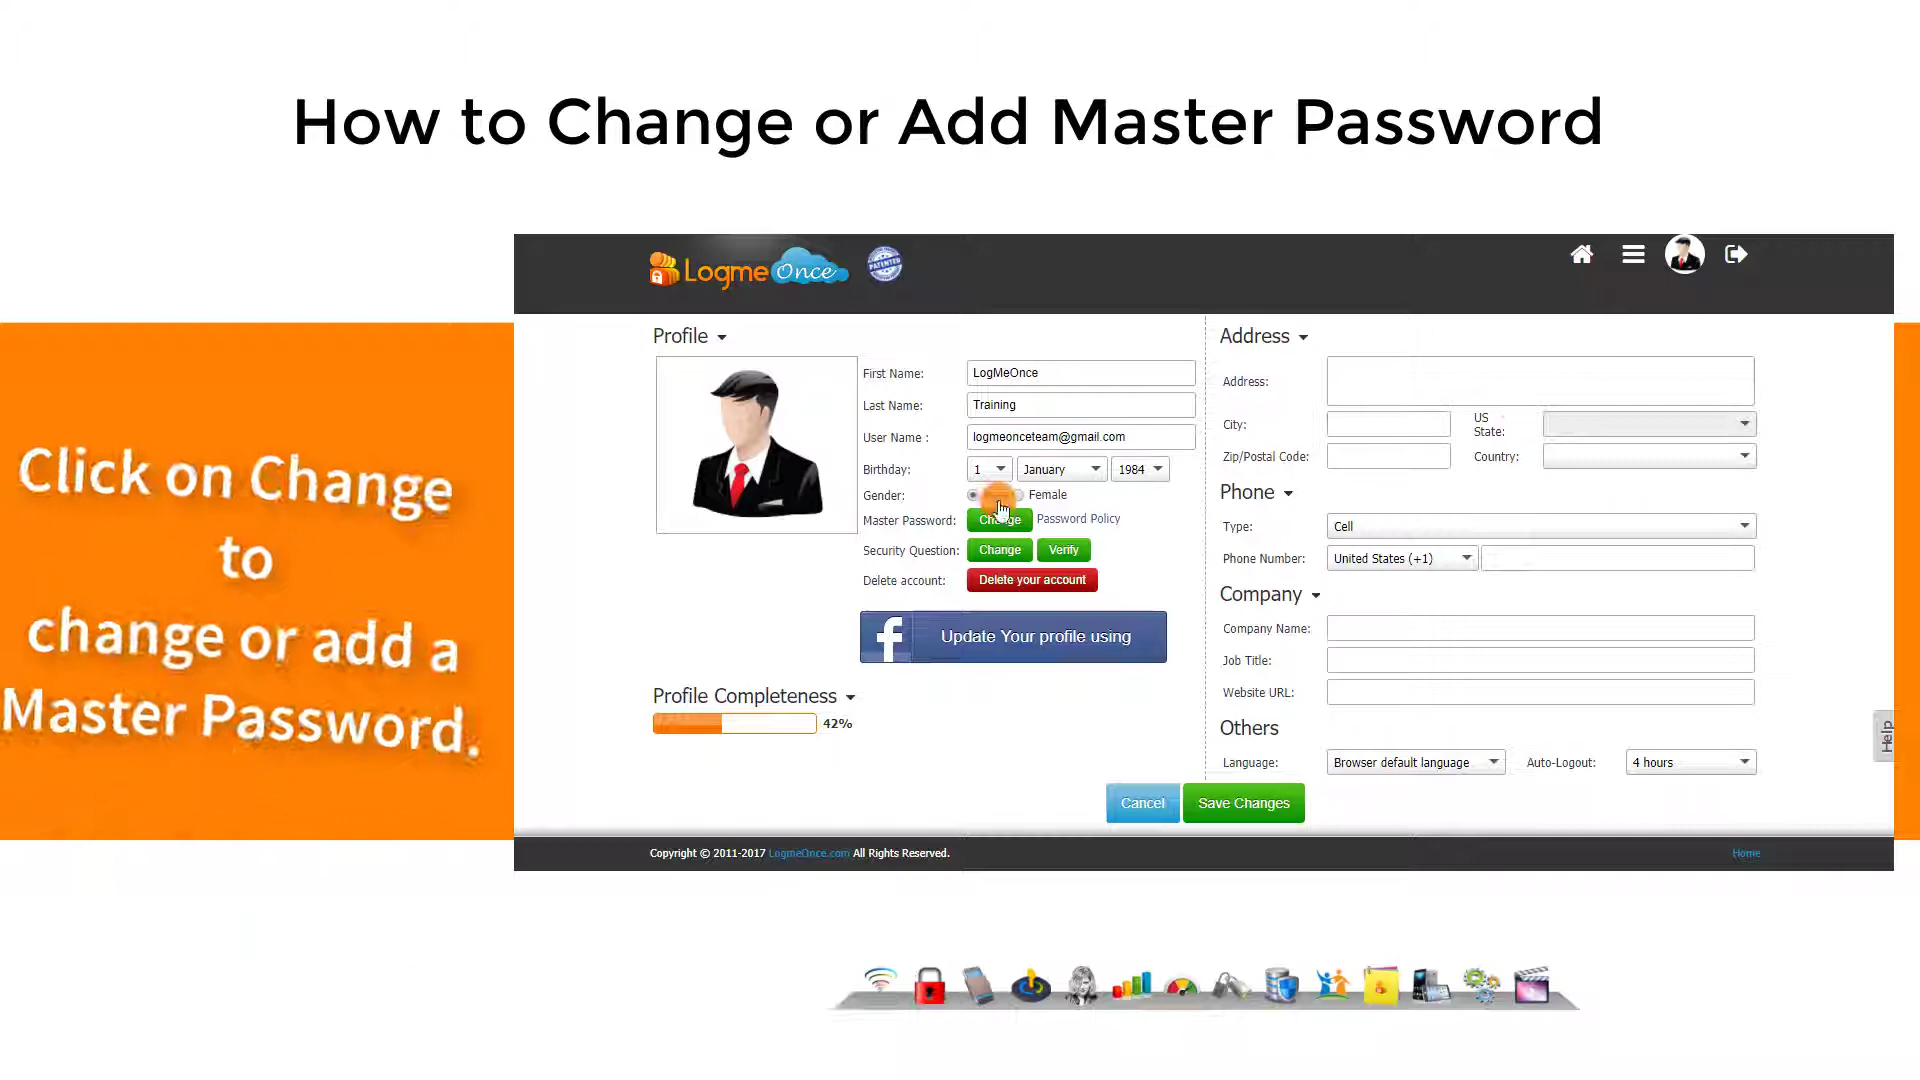 How to Change or Add Master Password
Click on Change
to
change or add a
Master Password.
Logme Once
PATENTED
Profile
First Name: LogMeOnce
Last Name: Training
User Name : logmeonceteam@gmail.com
Birthday: 1 January 1984
Gender: Female
Master Password: Change Password Policy
Security Question: Change Verify
Delete account: Delete your account
Update Your profile using
Profile Completeness
42%
Address
Address:
City: US State:
Zip/Postal Code: Country:
Phone
Type: Cell
Phone Number: United States (+1)
Company
Company Name:
Job Title:
Website URL:
Others
Language: Browser default language Auto-Logout: 4 hours
Cancel Save Changes
Help
Copyright © 2011-2017 LogmeOnce.com All Rights Reserved. Home